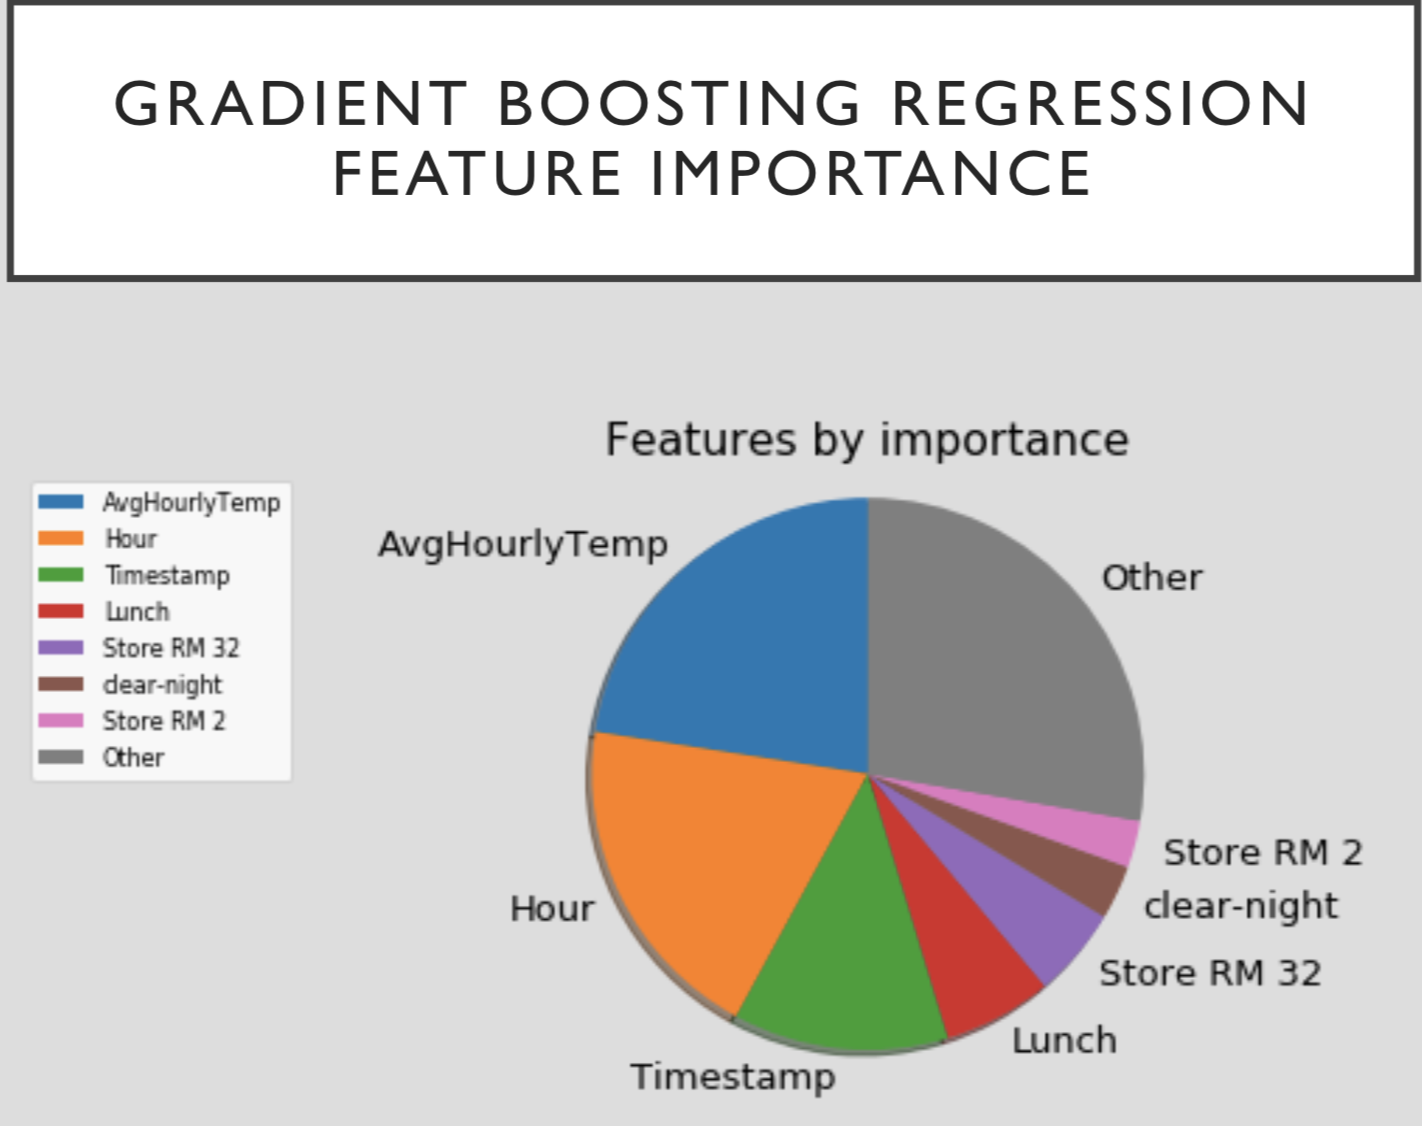 GRADIENT BOOSTING REGRESSION
FEATURE IMPORTANCE
Features by importance
AvgHourlyTemp
Hour
Timestamp
Lunch
Store RM 32
clear-night
Store RM 2
Other
AvgHourlyTemp
Other
Hour
Store RM 2
clear-night
Store RM 32
Lunch
Timestamp